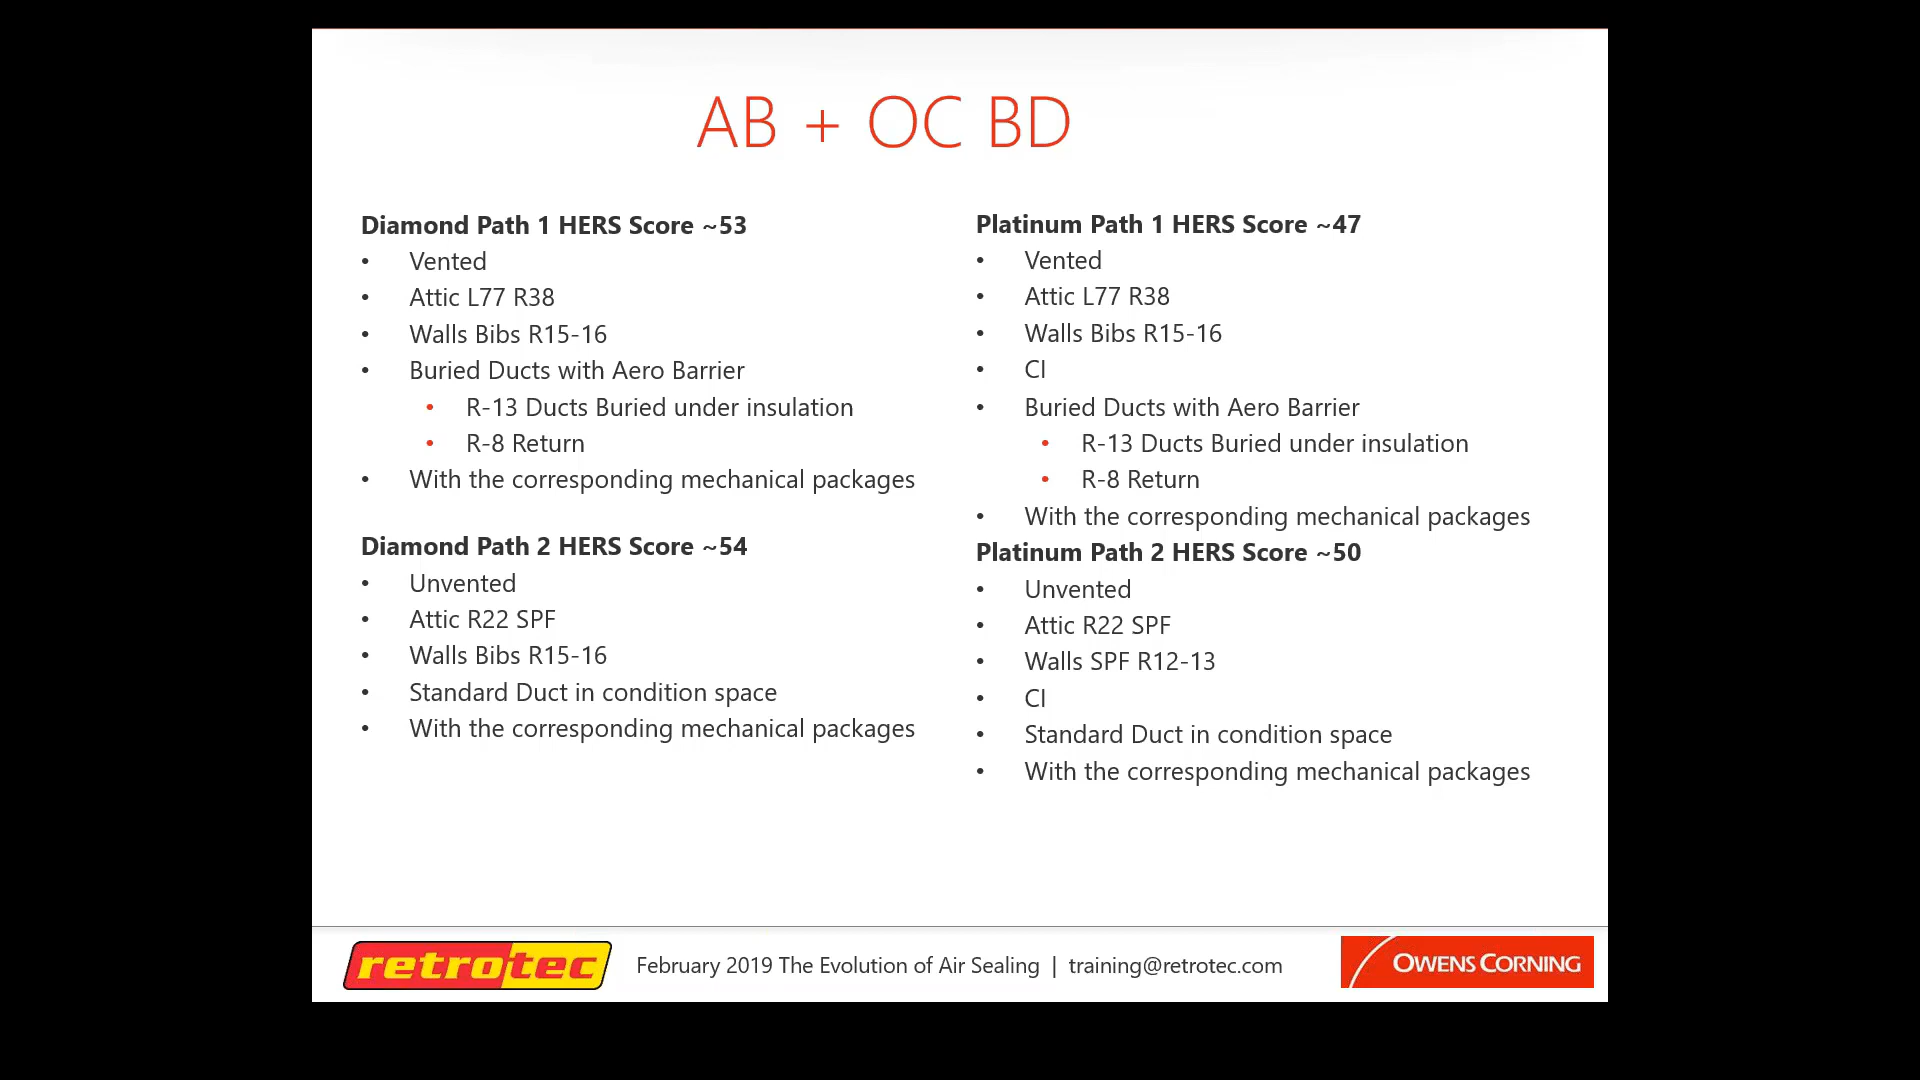 AB + OC BD
Diamond Path 1 HERS Score ~53
• Vented
• Attic L77 R38
• Walls Bibs R15-16
• Buried Ducts with Aero Barrier
• R-13 Ducts Buried under insulation
• R-8 Return
• With the corresponding mechanical packages
Diamond Path 2 HERS Score ~54
• Unvented
• Attic R22 SPF
• Walls Bibs R15-16
• Standard Duct in condition space
• With the corresponding mechanical packages
Platinum Path 1 HERS Score ~47
• Vented
• Attic L77 R38
• Walls Bibs R15-16
• CI
• Buried Ducts with Aero Barrier
• R-13 Ducts Buried under insulation
• R-8 Return
• With the corresponding mechanical packages
Platinum Path 2 HERS Score ~50
• Unvented
• Attic R22 SPF
• Walls SPF R12-13
• CI
• Standard Duct in condition space
• With the corresponding mechanical packages
retrotec
February 2019 The Evolution of Air Sealing | training@retrotec.com
OWENS CORNING